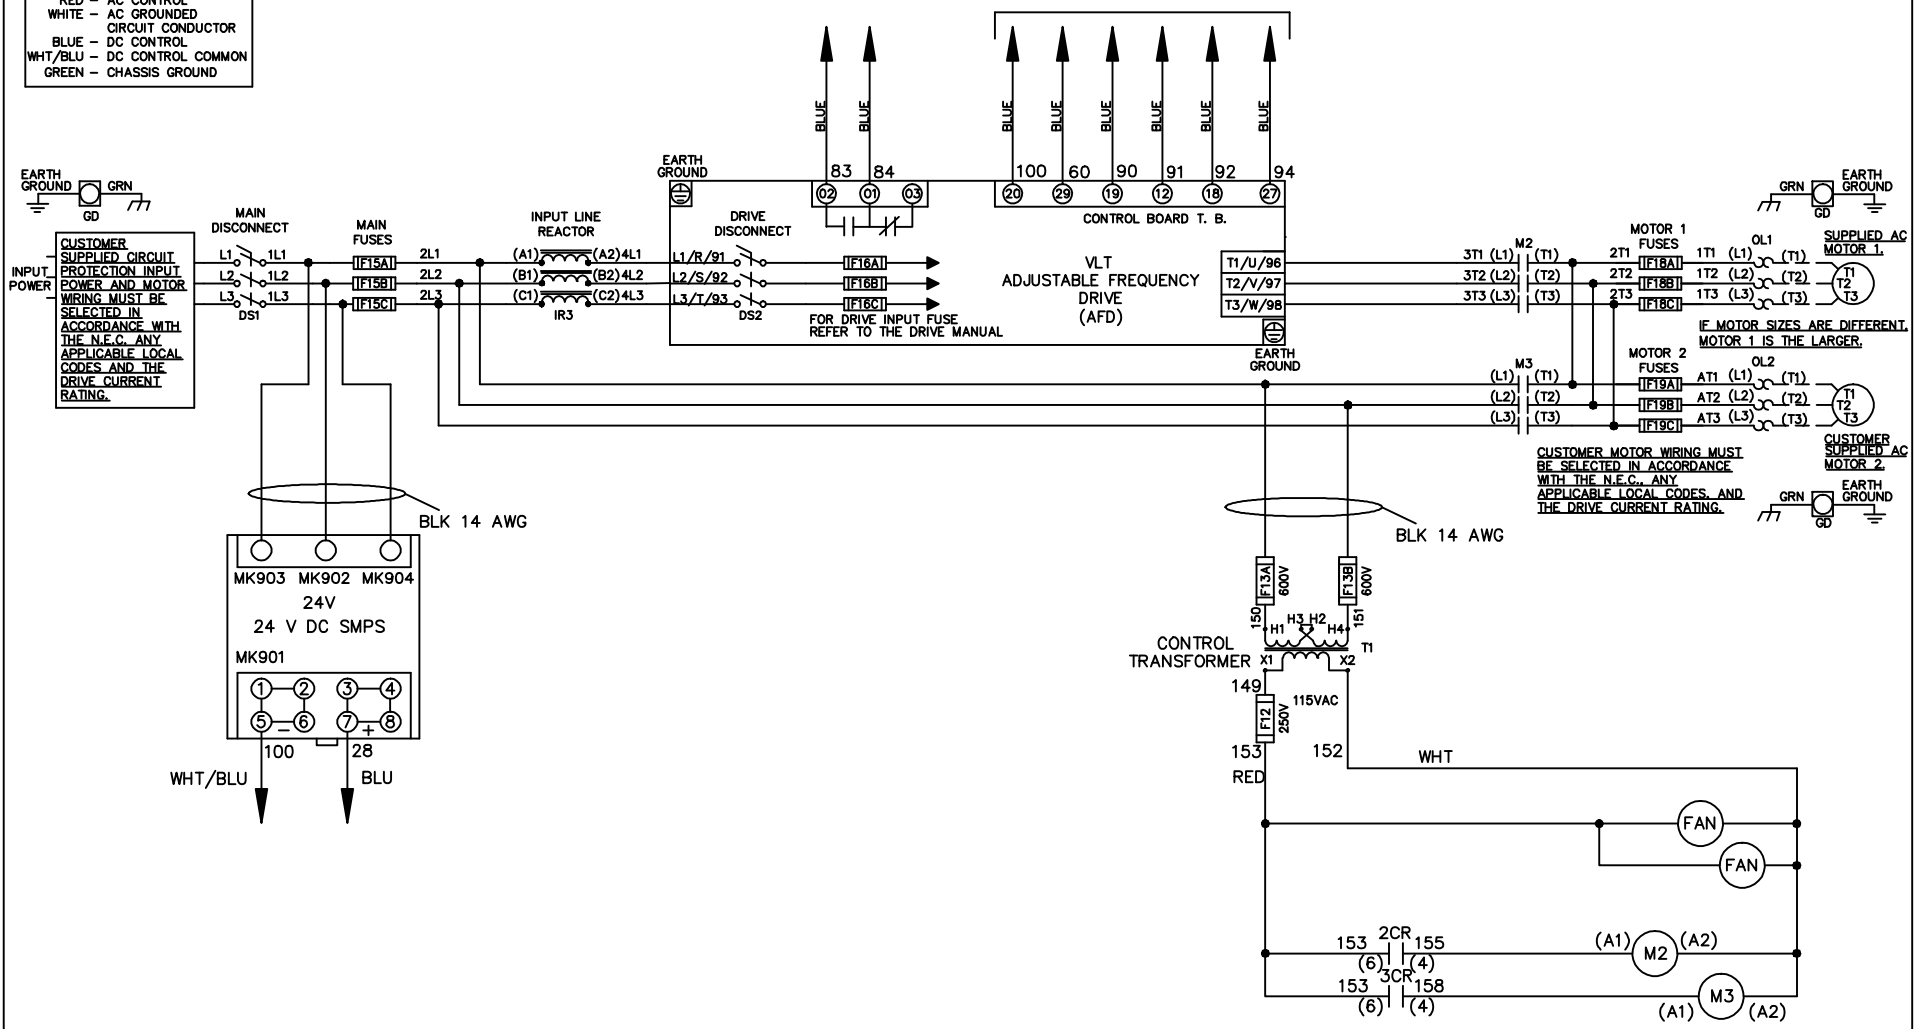 RED - AC CONTROL
WHITE - AC GROUNDED
CIRCUIT CONDUCTOR
BLUE - DC CONTROL
WHT/BLU - DC CONTROL COMMON
GREEN - CHASSIS GROUND
BLUE BLUE BLUE BLUE BLUE BLUE BLUE BLUE
EARTH
GROUND
GRN
GD
EARTH
GROUND
83 84 100 60 90 91 92 94
02 01 03 20 29 19 12 18 27
CONTROL BOARD T. B.
GRN
EARTH
GROUND
GD
INPUT
POWER
CUSTOMER
SUPPLIED CIRCUIT
PROTECTION INPUT
POWER AND MOTOR
WIRING MUST BE
SELECTED IN
ACCORDANCE WITH
THE N.E.C. ANY
APPLICABLE LOCAL
CODES AND THE
DRIVE CURRENT
RATING.
MAIN
DISCONNECT
L1 1L1
L2 1L2
L3 1L3
DS1
MAIN
FUSES
F15A
F15B
F15C
2L1
2L2
2L3
INPUT LINE
REACTOR
(A1) (A2) 4L1
(B1) (B2) 4L2
(C1) (C2) 4L3
IR3
DRIVE
DISCONNECT
L1/R/91
L2/S/92
L3/T/93
DS2
F16A
F16B
F16C
FOR DRIVE INPUT FUSE
REFER TO THE DRIVE MANUAL
VLT
ADJUSTABLE FREQUENCY
DRIVE
(AFD)
T1/U/96
T2/V/97
T3/W/98
EARTH
GROUND
M2
3T1 (L1) (T1)
3T2 (L2) (T2)
3T3 (L3) (T3)
MOTOR 1
FUSES
2T1 F18A 1T1 (L1) (T1)
2T2 F18B 1T2 (L2) (T2)
2T3 F18C 1T3 (L3) (T3)
OL1
SUPPLIED AC
MOTOR 1.
T1
T2
T3
IF MOTOR SIZES ARE DIFFERENT,
MOTOR 1 IS THE LARGER.
M3
(L1) (T1)
(L2) (T2)
(L3) (T3)
MOTOR 2
FUSES
OL2
F19A AT1 (L1) (T1)
F19B AT2 (L2) (T2)
F19C AT3 (L3) (T3)
T1
T2
T3
CUSTOMER
SUPPLIED AC
MOTOR 2.
CUSTOMER MOTOR WIRING MUST
BE SELECTED IN ACCORDANCE
WITH THE N.E.C., ANY
APPLICABLE LOCAL CODES, AND
THE DRIVE CURRENT RATING.
GRN
EARTH
GROUND
GD
BLK 14 AWG
MK903 MK902 MK904
24V
24 V DC SMPS
MK901
1 2 3 4
5 6 7 8
- +
100 28
WHT/BLU BLU
BLK 14 AWG
F13A
600V
F13B
600V
150 151
H1 H3 H2 H4
T1
CONTROL
TRANSFORMER
X1 X2
149
115VAC
F12
250V
153 152
RED
WHT
FAN
FAN
2CR
153 155
(6) (4)
(A1) M2 (A2)
3CR
153 158
(6) (4)
(A1) M3 (A2)